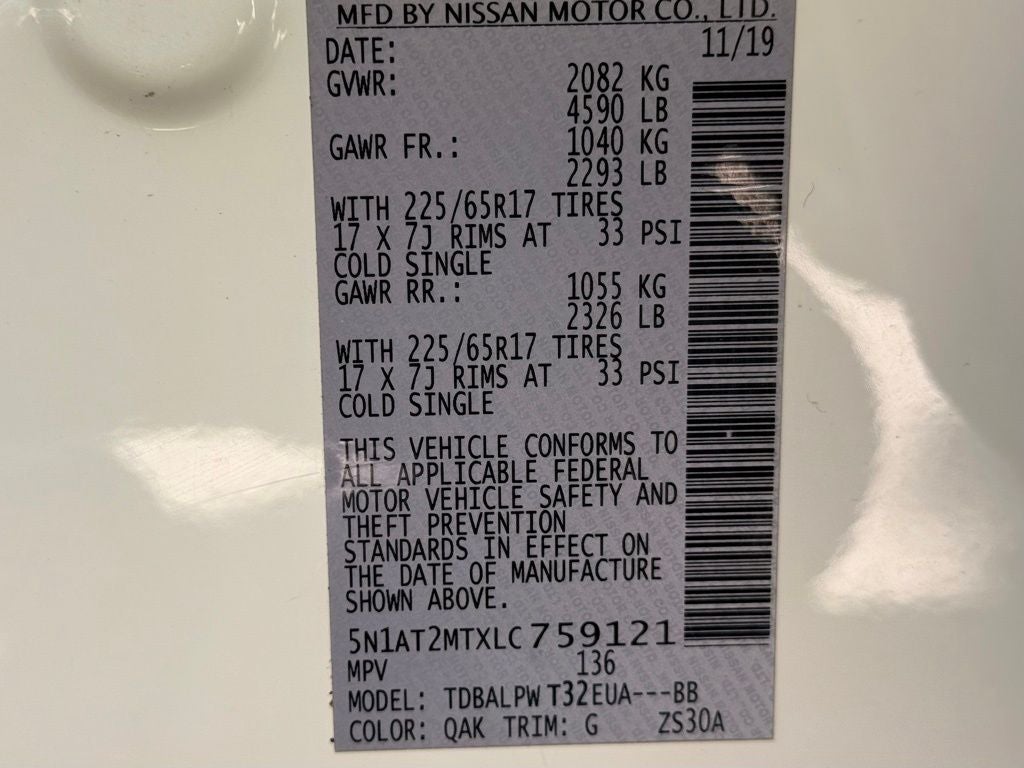 MFD BY NISSAN MOTOR CO., LTD.
DATE: 11/19
GVWR: 2082 KG
4590 LB
GAWR FR.: 1040 KG
2293 LB
WITH 225/65R17 TIRES
17 X 7J RIMS AT 33 PSI
COLD SINGLE
GAWR RR.: 1055 KG
2326 LB
WITH 225/65R17 TIRES
17 X 7J RIMS AT 33 PSI
COLD SINGLE
THIS VEHICLE CONFORMS TO
ALL APPLICABLE FEDERAL
MOTOR VEHICLE SAFETY AND
THEFT PREVENTION
STANDARDS IN EFFECT ON
THE DATE OF MANUFACTURE
SHOWN ABOVE.
5N1AT2MTXLC759121
MPV 136
MODEL: TDBALPW T32EUA---BB
COLOR: QAK TRIM: G ZS30A